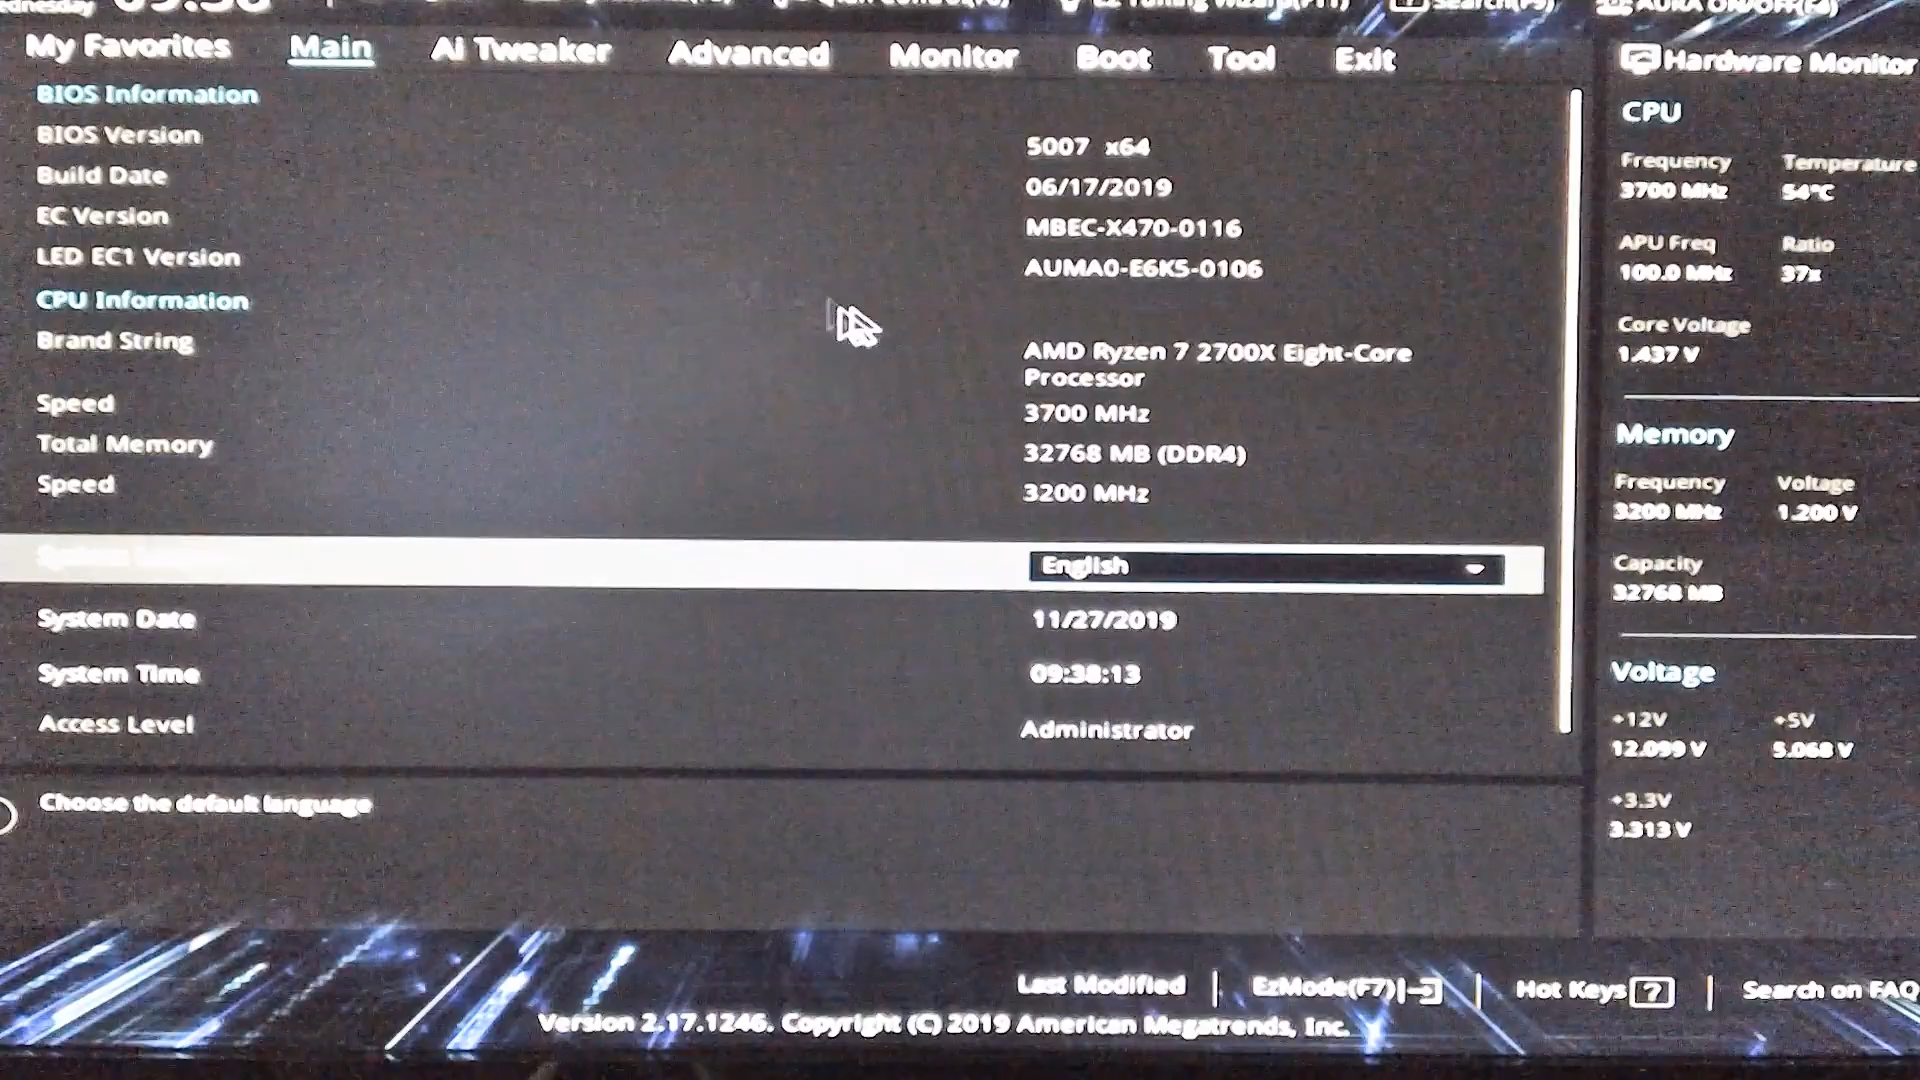 09:38
My Favorites Main Ai Tweaker Advanced Monitor Boot Tool Exit
Hardware Monitor
BIOS Information
BIOS Version 5007 x64
Build Date 06/17/2019
EC Version MBEC-X470-0116
LED EC1 Version AUMA0-E6K5-0106
CPU Information
Brand String AMD Ryzen 7 2700X Eight-Core
Processor
Speed 3700 MHz
Total Memory 32768 MB (DDR4)
Speed 3200 MHz
English
System Date 11/27/2019
System Time 09:38:13
Access Level Administrator
Choose the default language
CPU
Frequency Temperature
3700 MHz 54°C
APU Freq Ratio
100.0 MHz 37x
Core Voltage
1.437 V
Memory
Frequency Voltage
3200 MHz 1.200 V
Capacity
32768 MB
Voltage
+12V +5V
12.099 V 5.068 V
+3.3V
3.313 V
Last Modified EzMode(F7) Hot Keys ? Search on FAQ
Version 2.17.1246. Copyright (C) 2019 American Megatrends, Inc.